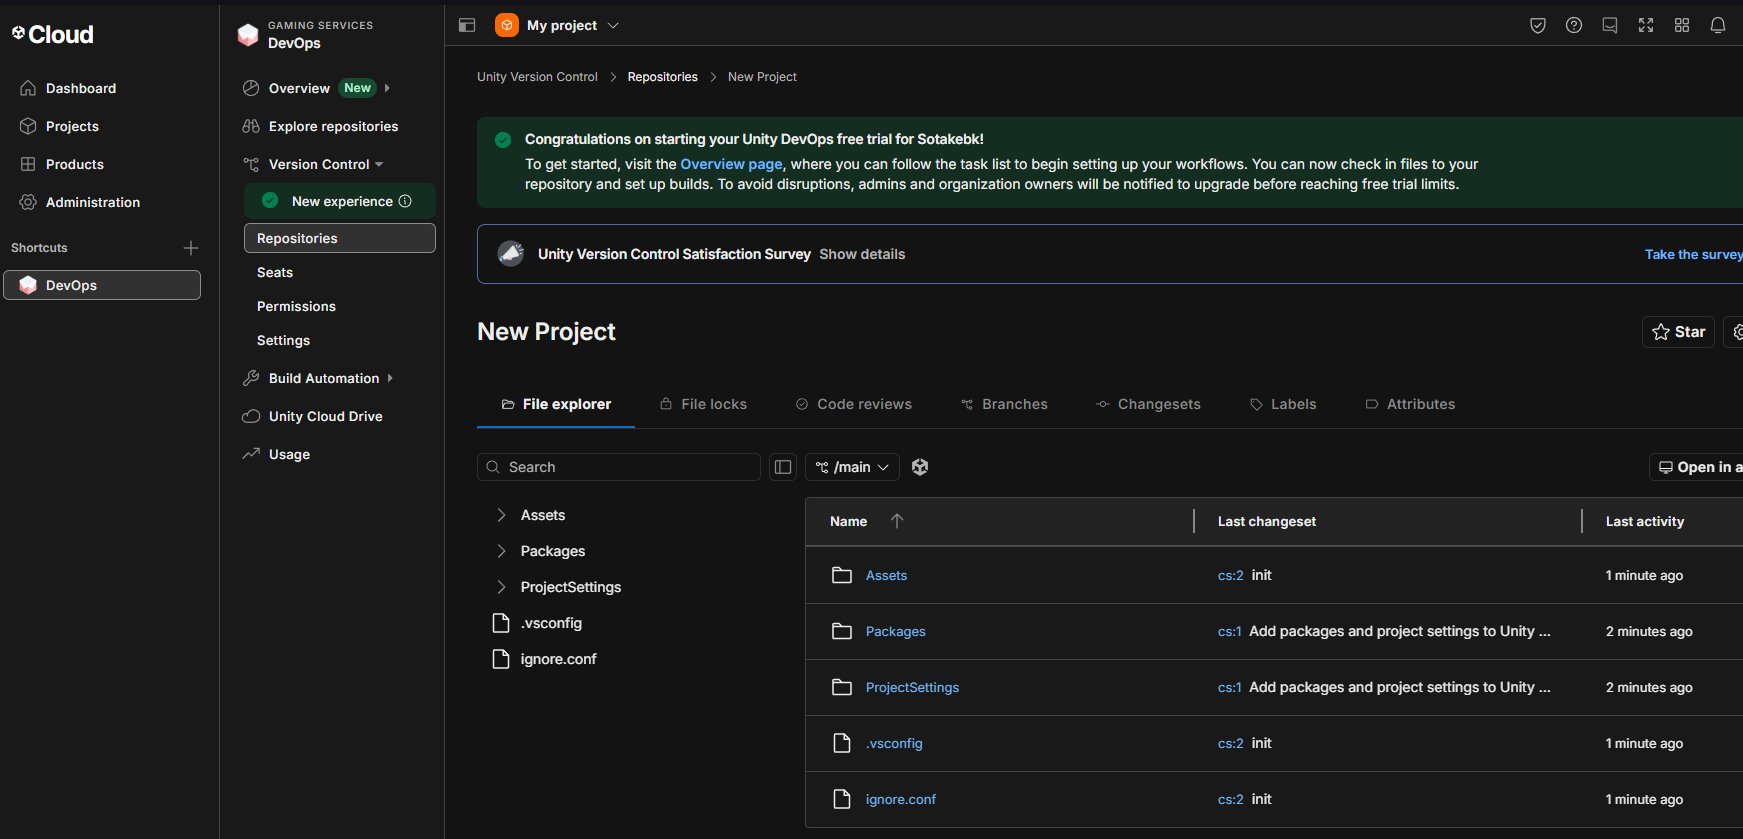 Cloud
Dashboard
Projects
Products
Administration
Shortcuts
DevOps
GAMING SERVICES
DevOps
Overview New
Explore repositories
Version Control
New experience
Repositories
Seats
Permissions
Settings
Build Automation
Unity Cloud Drive
Usage
My project
Unity Version Control > Repositories > New Project
Congratulations on starting your Unity DevOps free trial for Sotakebk!
To get started, visit the Overview page, where you can follow the task list to begin setting up your workflows. You can now check in files to your
repository and set up builds. To avoid disruptions, admins and organization owners will be notified to upgrade before reaching free trial limits.
Unity Version Control Satisfaction Survey Show details
Take the survey
New Project
Star
File explorer File locks Code reviews Branches Changesets Labels Attributes
Search
/main
Open in a
Assets
Packages
ProjectSettings
.vsconfig
ignore.conf
Name Last changeset Last activity
Assets cs:2 init 1 minute ago
Packages cs:1 Add packages and project settings to Unity ... 2 minutes ago
ProjectSettings cs:1 Add packages and project settings to Unity ... 2 minutes ago
.vsconfig cs:2 init 1 minute ago
ignore.conf cs:2 init 1 minute ago